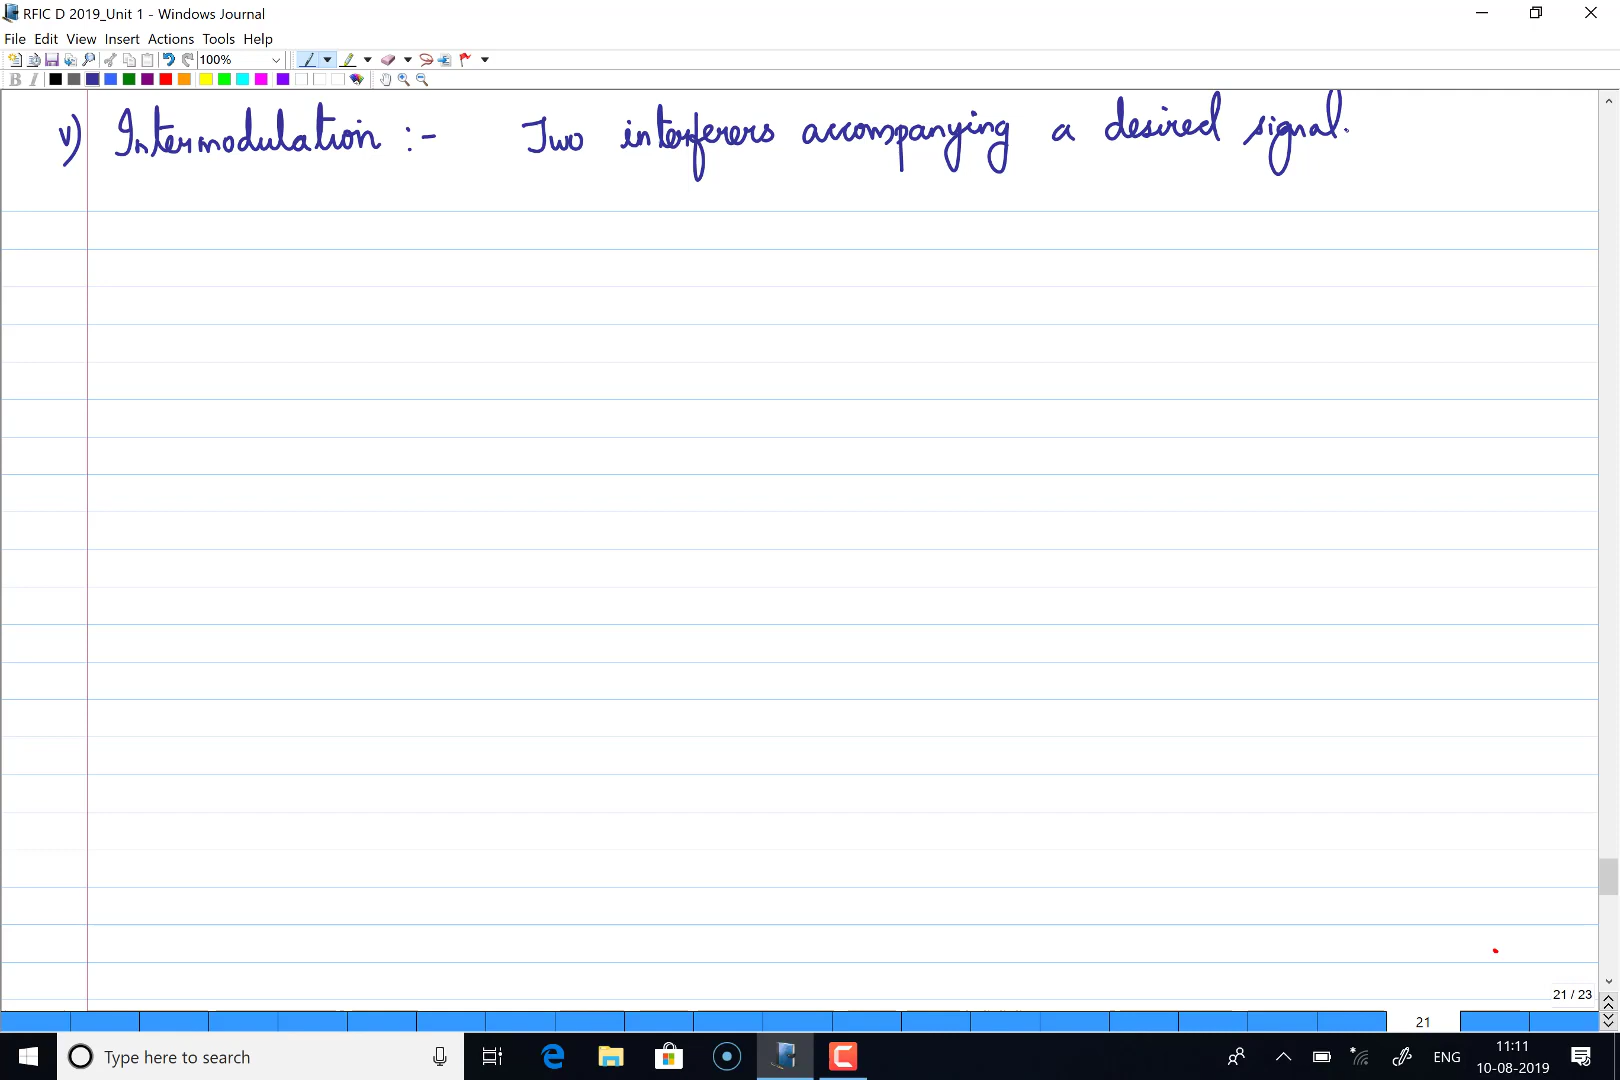 RFIC D 2019_Unit 1 - Windows Journal
File Edit View Insert Actions Tools Help
100%
B I
v) Intermodulation :- Two interferers accompanying a desired signal.
21 / 23
21
Type here to search
ENG
11:11
10-08-2019